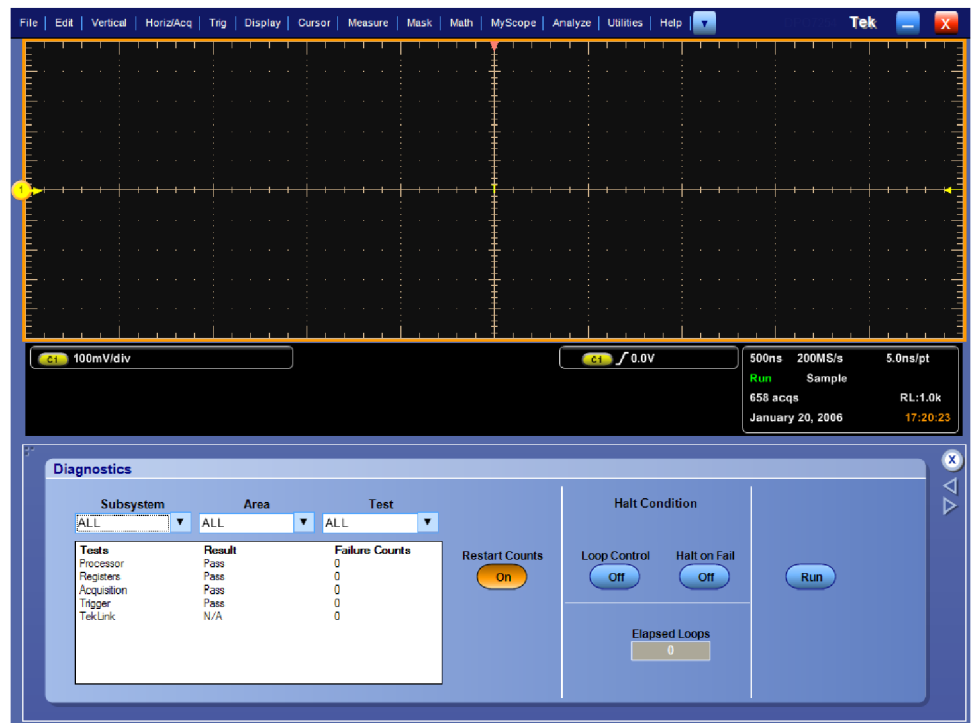 File | Edit | Vertical | Horiz/Acq | Trig | Display | Cursor | Measure | Mask | Math | MyScope | Analyze | Utilities | Help | Tek X
1
C1 100mV/div
C1 0.0V
500ns 200MS/s 5.0ns/pt
Run Sample
658 acqs RL:1.0k
January 20, 2006 17:20:23
X
Diagnostics
Subsystem Area Test
ALL ALL ALL
Tests Result Failure Counts
Processor Pass 0
Registers Pass 0
Acquisition Pass 0
Trigger Pass 0
TekLink N/A 0
Restart Counts
On
Halt Condition
Loop Control Halt on Fail
Off Off
Elapsed Loops
0
Run